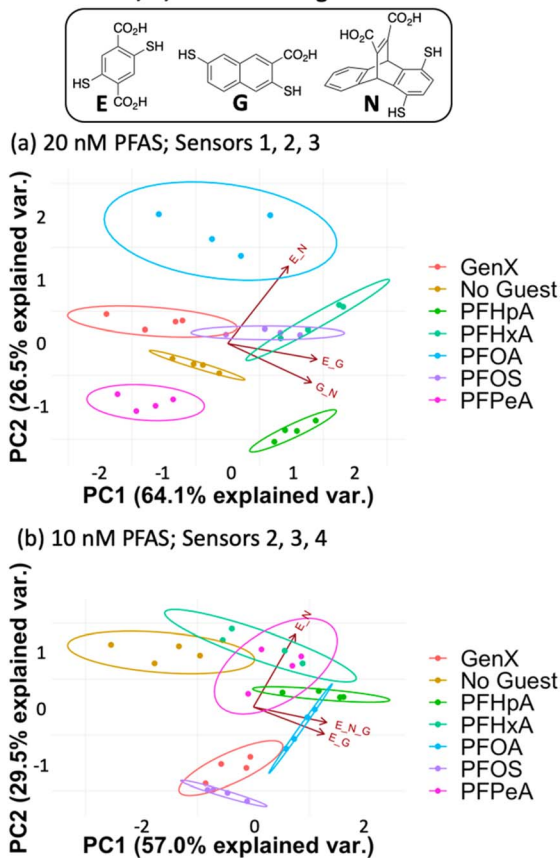 CO₂H
SH
HS
CO₂H
E
HS
CO₂H
SH
G
CO₂H
HO₂C
SH
HS
N
(a) 20 nM PFAS; Sensors 1, 2, 3
PC2 (26.5% explained var.)
2
1
0
-1
E_N
E_G
G_N
-2 -1 0 1 2
PC1 (64.1% explained var.)
GenX
No Guest
PFHpA
PFHxA
PFOA
PFOS
PFPeA
(b) 10 nM PFAS; Sensors 2, 3, 4
PC2 (29.5% explained var.)
1
0
-1
E_N
E_N_G
E_G
-2 0 2
PC1 (57.0% explained var.)
GenX
No Guest
PFHpA
PFHxA
PFOA
PFOS
PFPeA